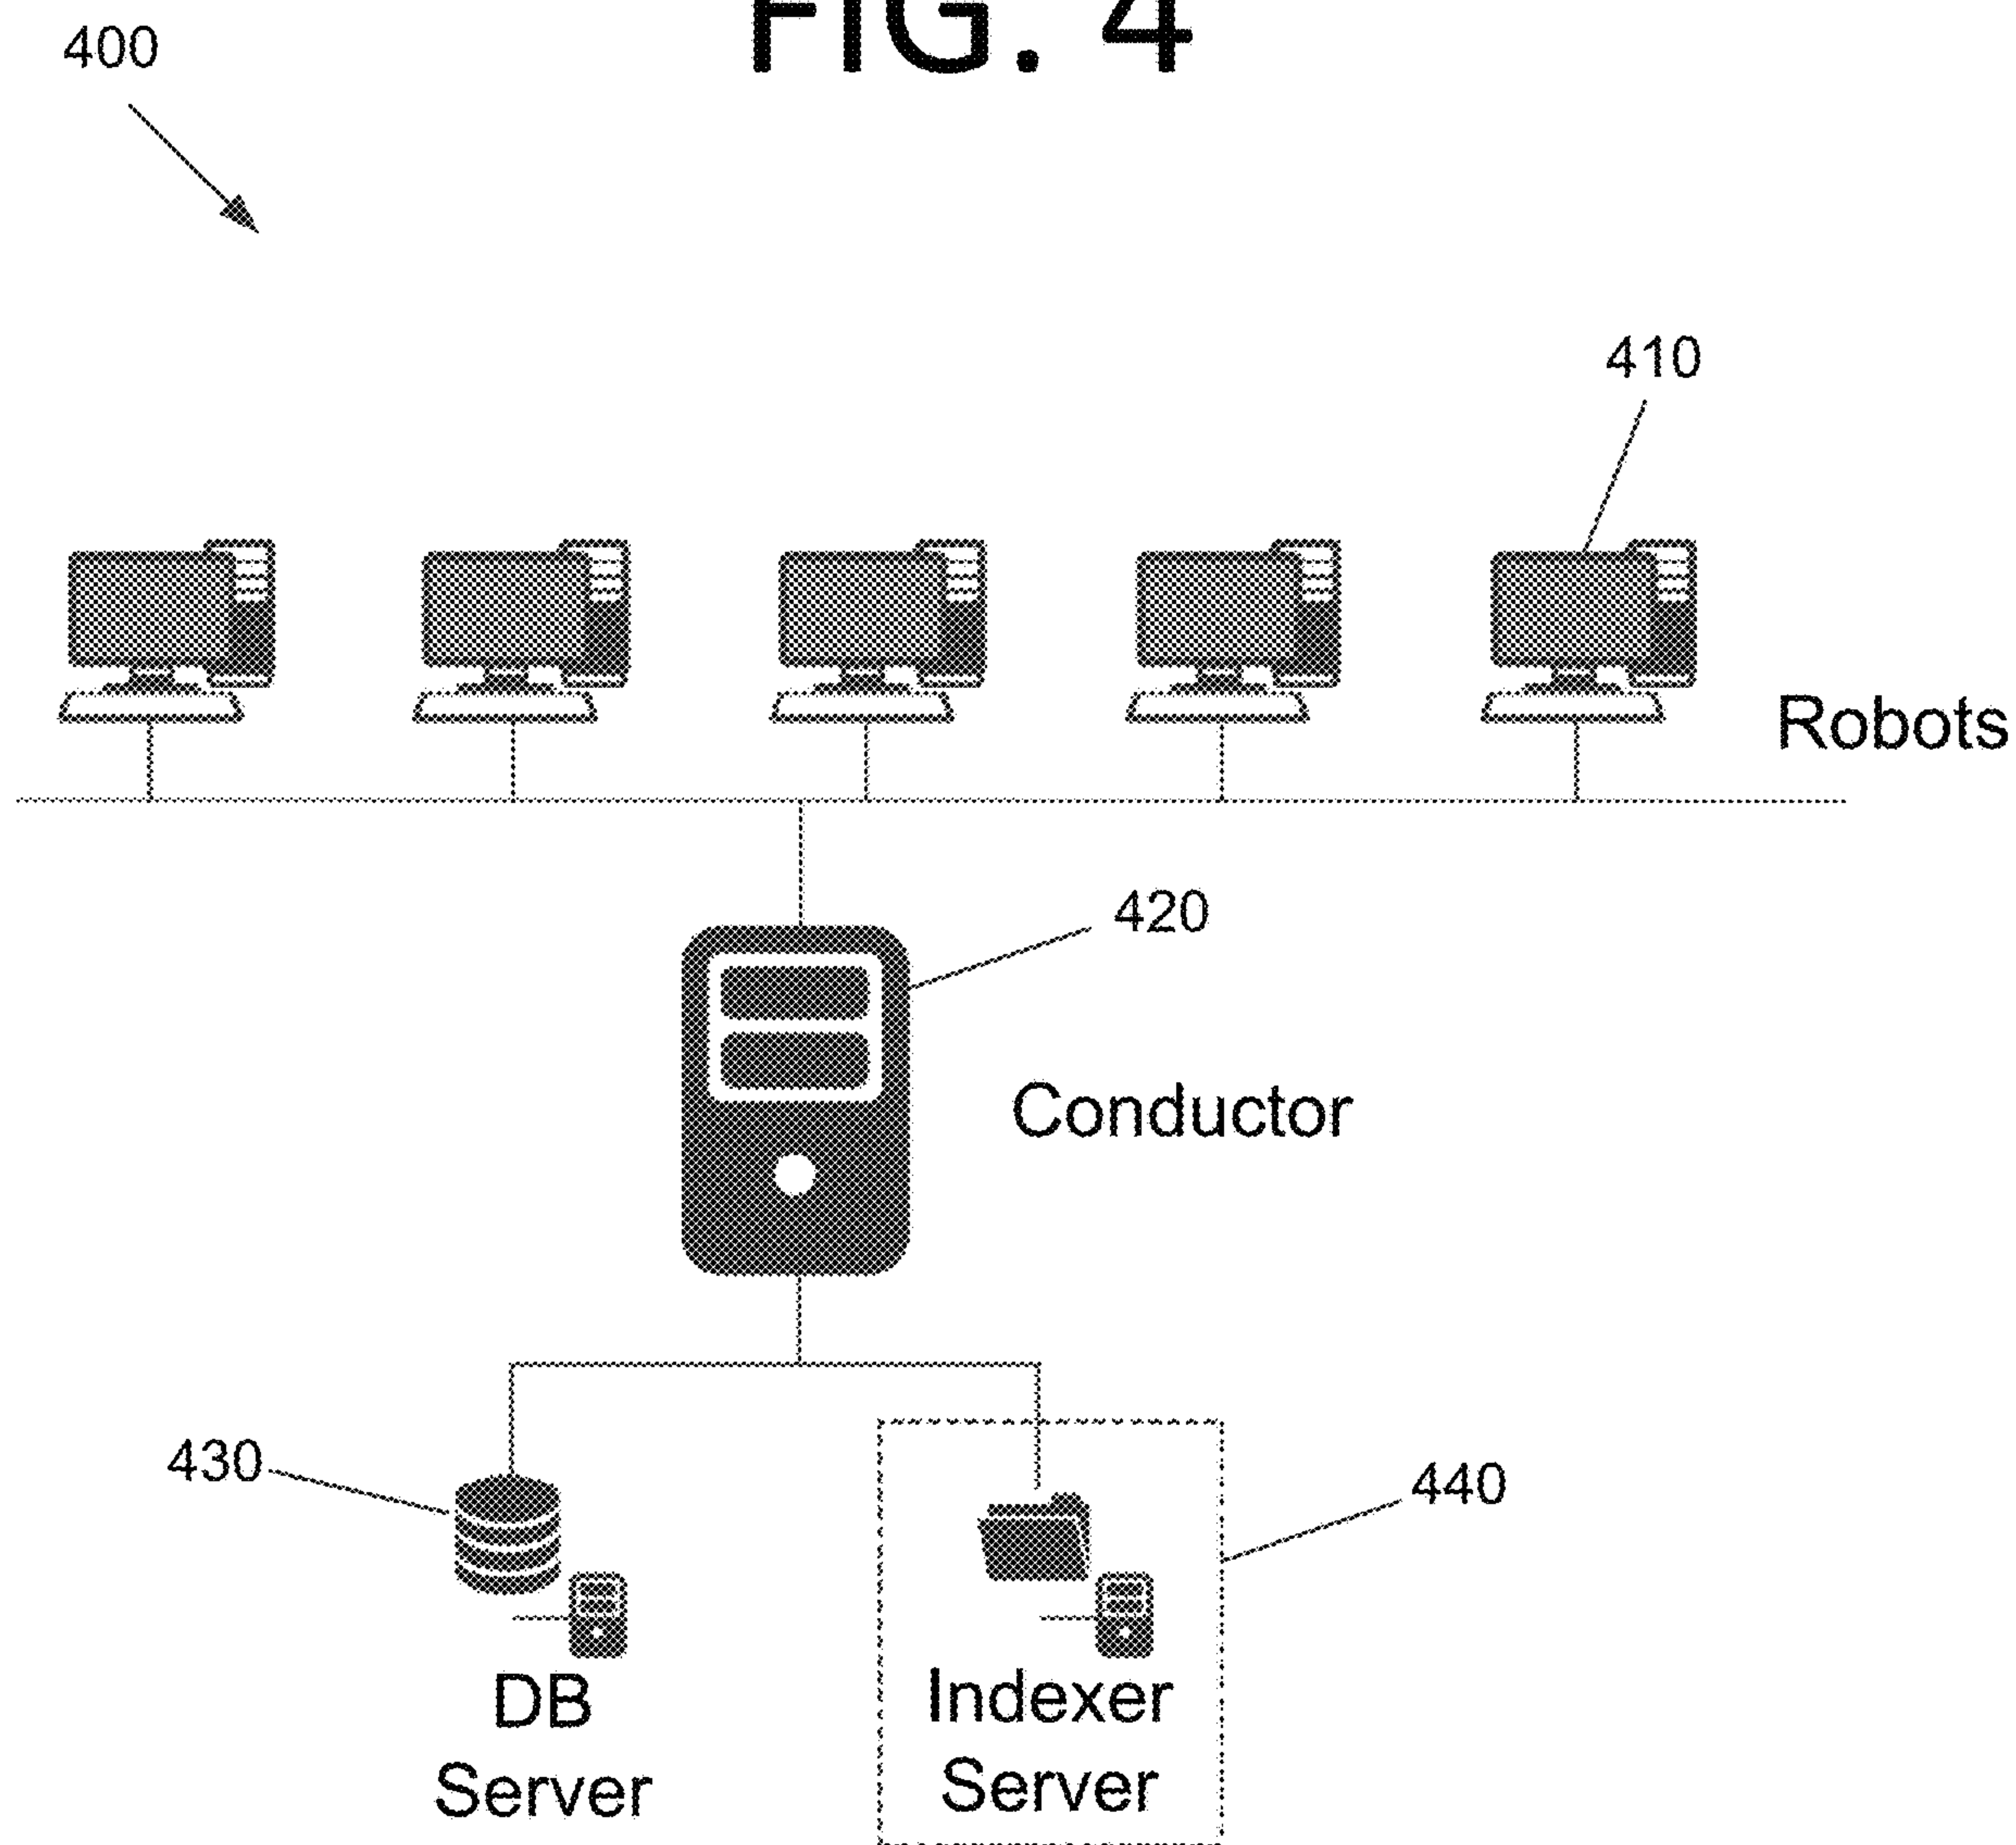 FIG. 4
400
410
Robots
420
Conductor
430
440
DB
Server
Indexer
Server